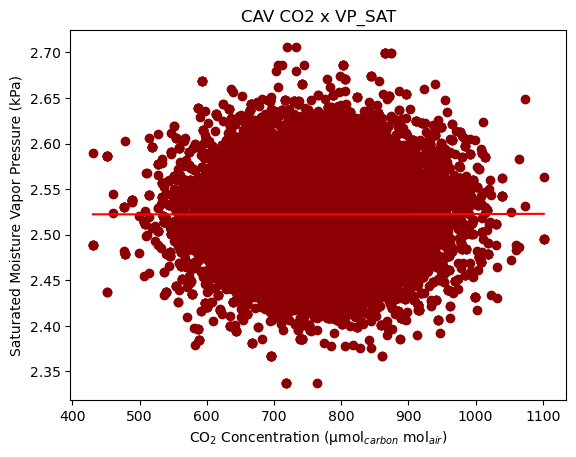 CAV CO2 x VP_SAT
Saturated Moisture Vapor Pressure (kPa)
2.70
2.65
2.60
2.55
2.50
2.45
2.40
2.35
400 500 600 700 800 900 1000 1100
CO₂ Concentration (μmol_carbon mol_air)